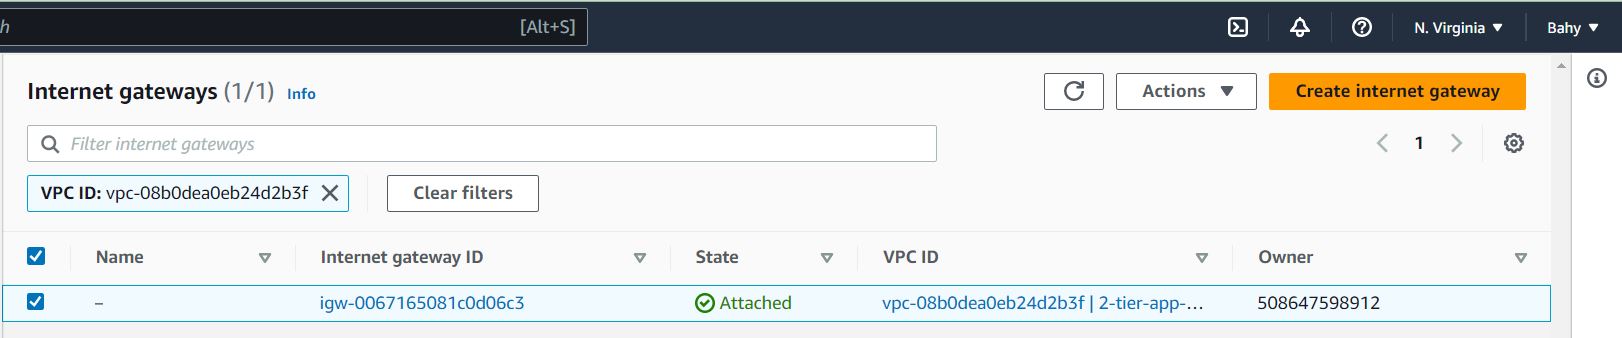 h [Alt+S] N. Virginia ▼ Bahy ▼
Internet gateways (1/1) Info Actions ▼ Create internet gateway
Filter internet gateways 1
VPC ID: vpc-08b0dea0eb24d2b3f Clear filters
Name Internet gateway ID State VPC ID Owner
– igw-0067165081c0d06c3 Attached vpc-08b0dea0eb24d2b3f | 2-tier-app-... 508647598912